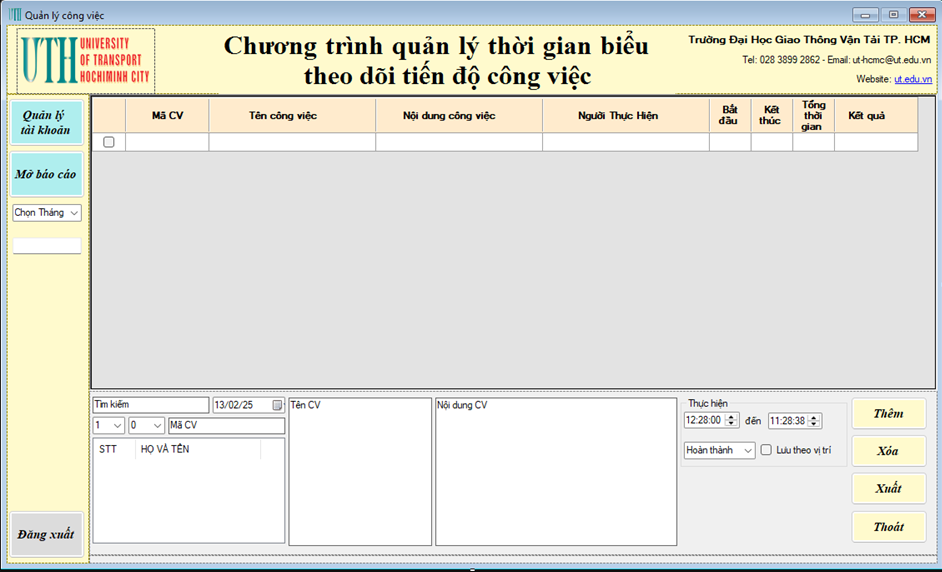 Quản lý công việc
UTH UNIVERSITY
OF TRANSPORT
HOCHIMINH CITY
Chương trình quản lý thời gian biểu
theo dõi tiến độ công việc
Trường Đại Học Giao Thông Vận Tải TP. HCM
Tel: 028 3899 2862 - Email: ut-hcmc@ut.edu.vn
Website: ut.edu.vn
Quản lý
tài khoản
Mở báo cáo
Chọn Tháng
Đăng xuất
Mã CV
Tên công việc
Nội dung công việc
Người Thực Hiện
Bắt
đầu
Kết
thúc
Tổng
thời
gian
Kết quả
Tìm kiếm
13/02/25
1
0
Mã CV
STT
HỌ VÀ TÊN
Tên CV
Nội dung CV
Thực hiện
12:28:00 đến 11:28:38
Hoàn thành
Lưu theo vị trí
Thêm
Xóa
Xuất
Thoát